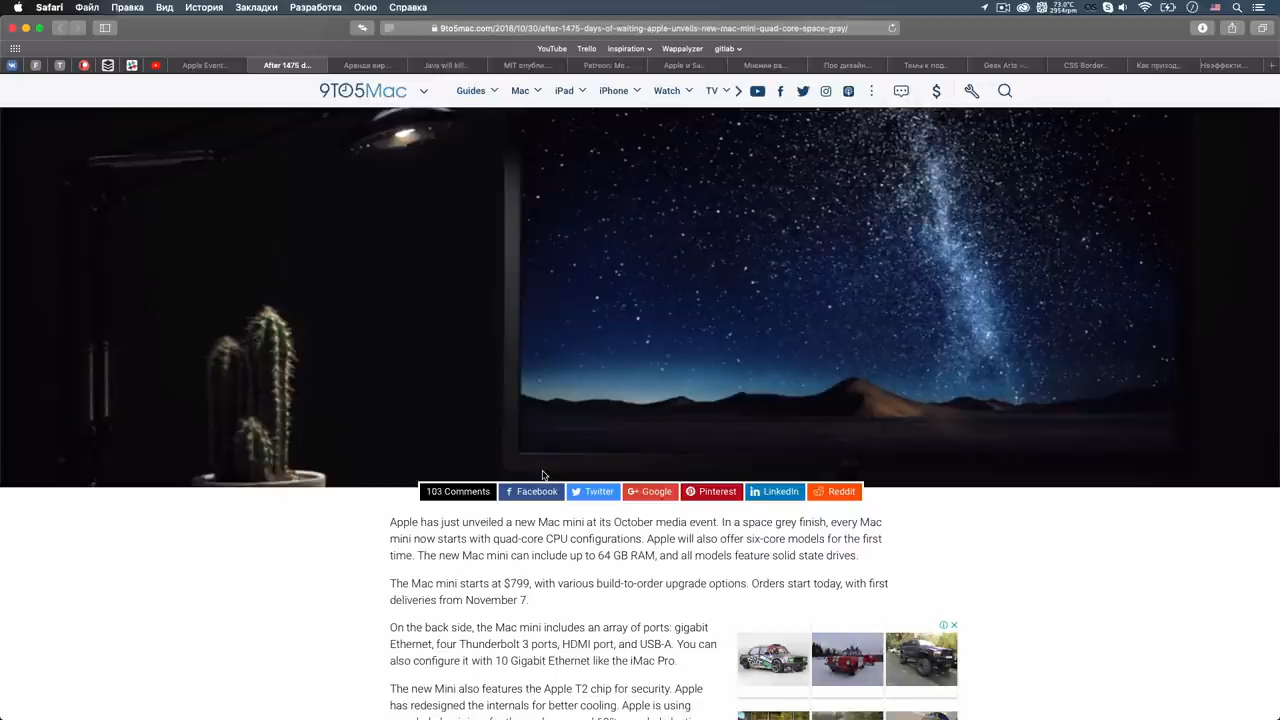 Safari Файл Правка Вид История Закладки Разработка Окно Справка
73.0°C
2954rpm
9to5mac.com/2018/10/30/after-1475-days-of-waiting-apple-unveils-new-mac-mini-quad-core-space-gray/
YouTube Trello inspiration Wappalyzer gitlab
Apple Event... After 1475 d... Аренда вир... Java will kil... MIT опубли... Patreon: Me... Apple и Sa... Мнения ра... Про дизайн... Темы к под... Geex Arts –... CSS Border... Как приход... Неэффекти...
9TO5Mac Guides Mac iPad iPhone Watch TV
103 Comments Facebook Twitter Google Pinterest LinkedIn Reddit
Apple has just unveiled a new Mac mini at its October media event. In a space grey finish, every Mac
mini now starts with quad-core CPU configurations. Apple will also offer six-core models for the first
time. The new Mac mini can include up to 64 GB RAM, and all models feature solid state drives.
The Mac mini starts at $799, with various build-to-order upgrade options. Orders start today, with first
deliveries from November 7.
On the back side, the Mac mini includes an array of ports: gigabit
Ethernet, four Thunderbolt 3 ports, HDMI port, and USB-A. You can
also configure it with 10 Gigabit Ethernet like the iMac Pro.
The new Mini also features the Apple T2 chip for security. Apple
has redesigned the internals for better cooling. Apple is using